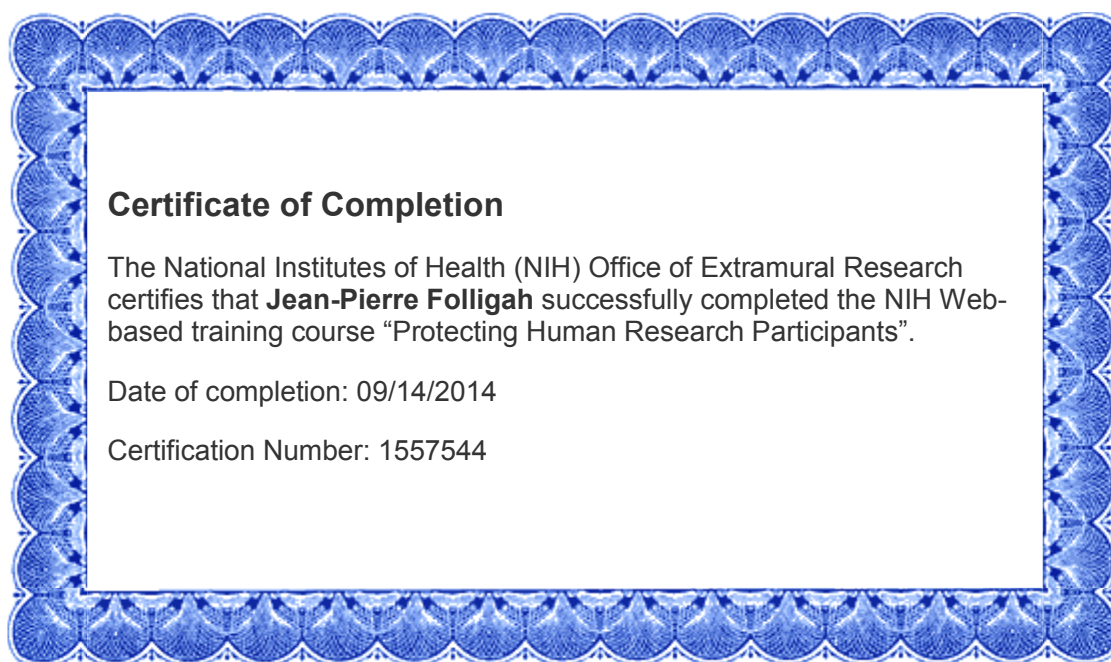 Certificate of Completion
The National Institutes of Health (NIH) Office of Extramural Research
certifies that Jean-Pierre Folligah successfully completed the NIH Web-
based training course “Protecting Human Research Participants”.
Date of completion: 09/14/2014
Certification Number: 1557544